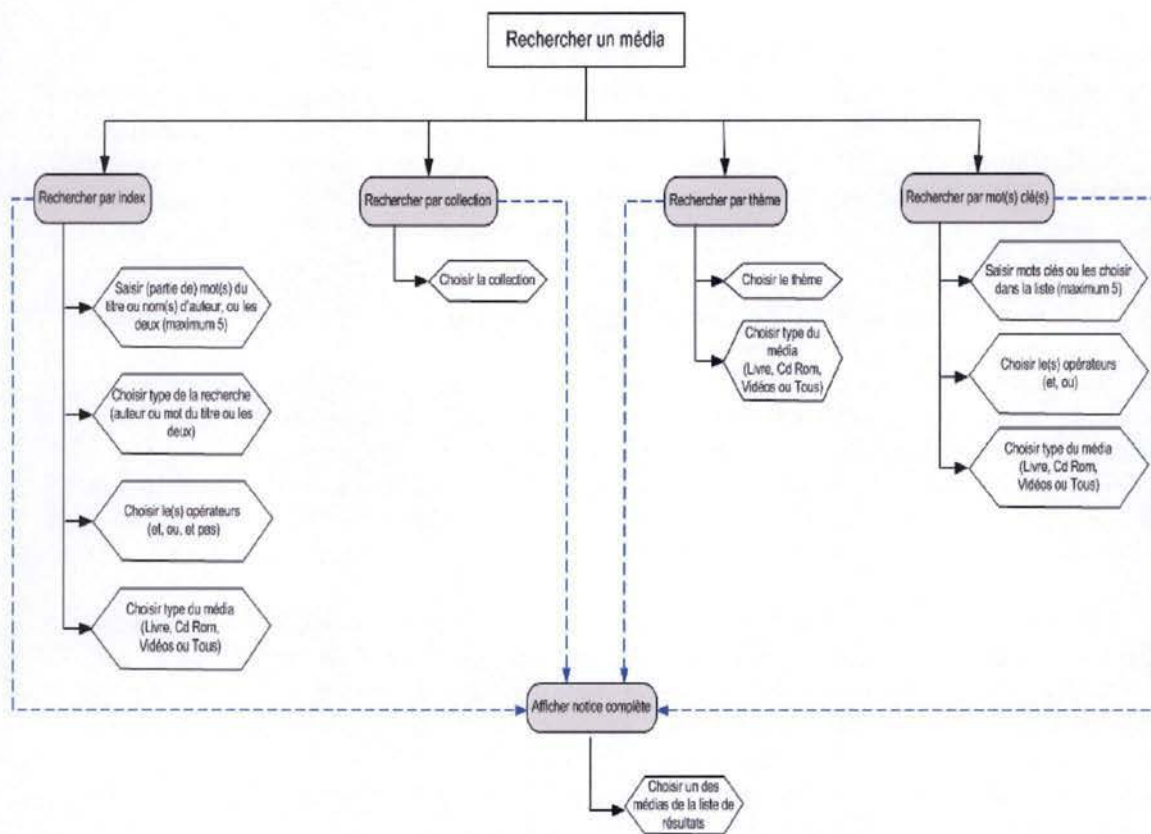 Rechercher un média
Rechercher par index
Rechercher par collection
Rechercher par thème
Rechercher par mot(s) clé(s)
Saisir (partie de) mot(s) du
titre ou nom(s) d'auteur, ou les
deux (maximum 5)
Choisir type de la recherche
(auteur ou mot du titre ou les
deux)
Choisir le(s) opérateurs
(et, ou, et pas)
Choisir type du média
(Livre, Cd Rom,
Vidéos ou Tous)
Choisir la collection
Choisir le thème
Choisir type du
média
(Livre, Cd Rom,
Vidéos ou Tous)
Saisir mots clés ou les choisir
dans la liste (maximum 5)
Choisir le(s) opérateurs
(et, ou)
Choisir type du média
(Livre, Cd Rom,
Vidéos ou Tous)
Afficher notice complète
Choisir un des
médias de la liste de
résultats